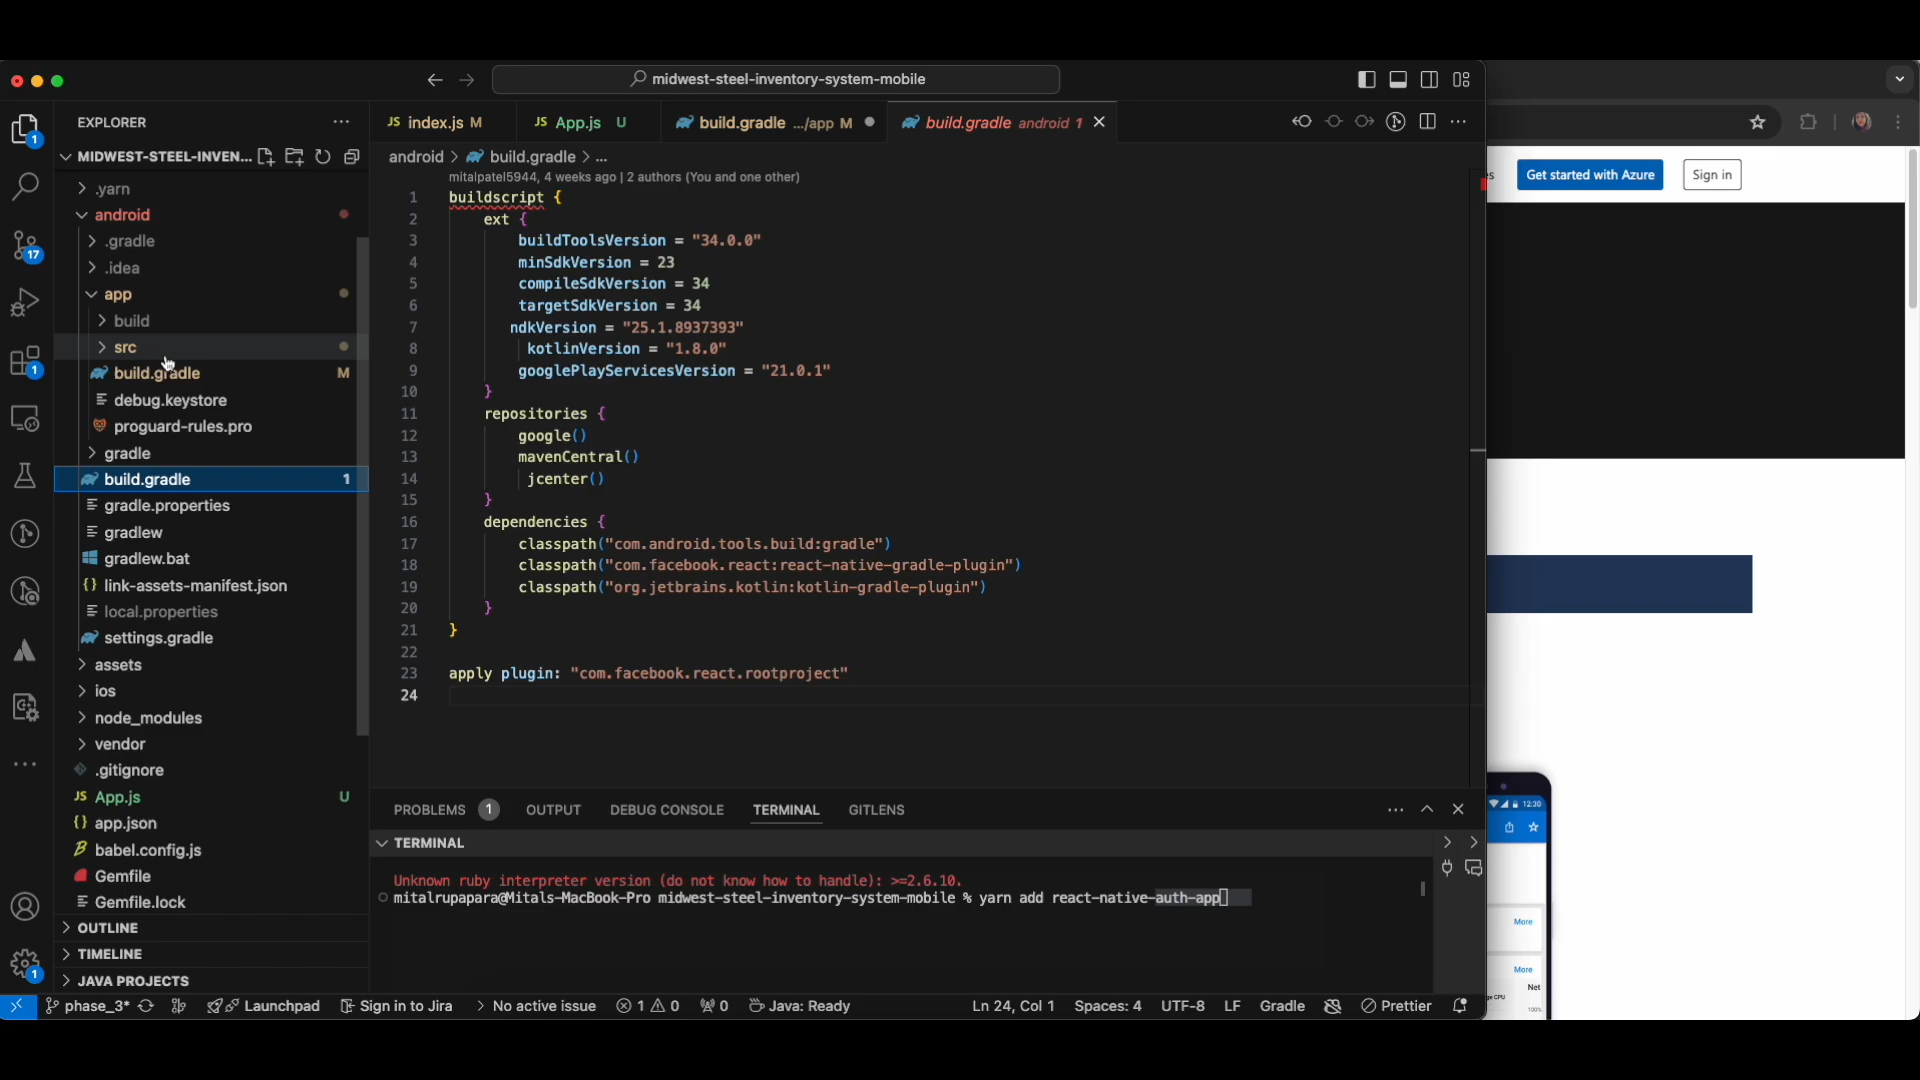 midwest-steel-inventory-system-mobile
EXPLORER
MIDWEST-STEEL-INVEN...
.yarn
android
.gradle
.idea
app
build
src
build.gradle M
debug.keystore
proguard-rules.pro
gradle
build.gradle 1
gradle.properties
gradlew
gradlew.bat
link-assets-manifest.json
local.properties
settings.gradle
assets
ios
node_modules
vendor
.gitignore
JS App.js U
app.json
babel.config.js
Gemfile
Gemfile.lock
OUTLINE
TIMELINE
JAVA PROJECTS
1
17
1
1
JS index.js M
JS App.js U
build.gradle .../app M
build.gradle android 1
android > build.gradle > ...
mitalpatel5944, 4 weeks ago | 2 authors (You and one other)
1 buildscript {
2 ext {
3 buildToolsVersion = "34.0.0"
4 minSdkVersion = 23
5 compileSdkVersion = 34
6 targetSdkVersion = 34
7 ndkVersion = "25.1.8937393"
8 kotlinVersion = "1.8.0"
9 googlePlayServicesVersion = "21.0.1"
10 }
11 repositories {
12 google()
13 mavenCentral()
14 jcenter()
15 }
16 dependencies {
17 classpath("com.android.tools.build:gradle")
18 classpath("com.facebook.react:react-native-gradle-plugin")
19 classpath("org.jetbrains.kotlin:kotlin-gradle-plugin")
20 }
21 }
22
23 apply plugin: "com.facebook.react.rootproject"
24
PROBLEMS 1 OUTPUT DEBUG CONSOLE TERMINAL GITLENS
TERMINAL
Unknown ruby interpreter version (do not know how to handle): >=2.6.10.
mitalrupapara@Mitals-MacBook-Pro midwest-steel-inventory-system-mobile % yarn add react-native-auth-app
phase_3* Launchpad Sign in to Jira No active issue 1 0 0 Java: Ready Ln 24, Col 1 Spaces: 4 UTF-8 LF Gradle Prettier
Get started with Azure
Sign in
12:30
More
More
Net
100%